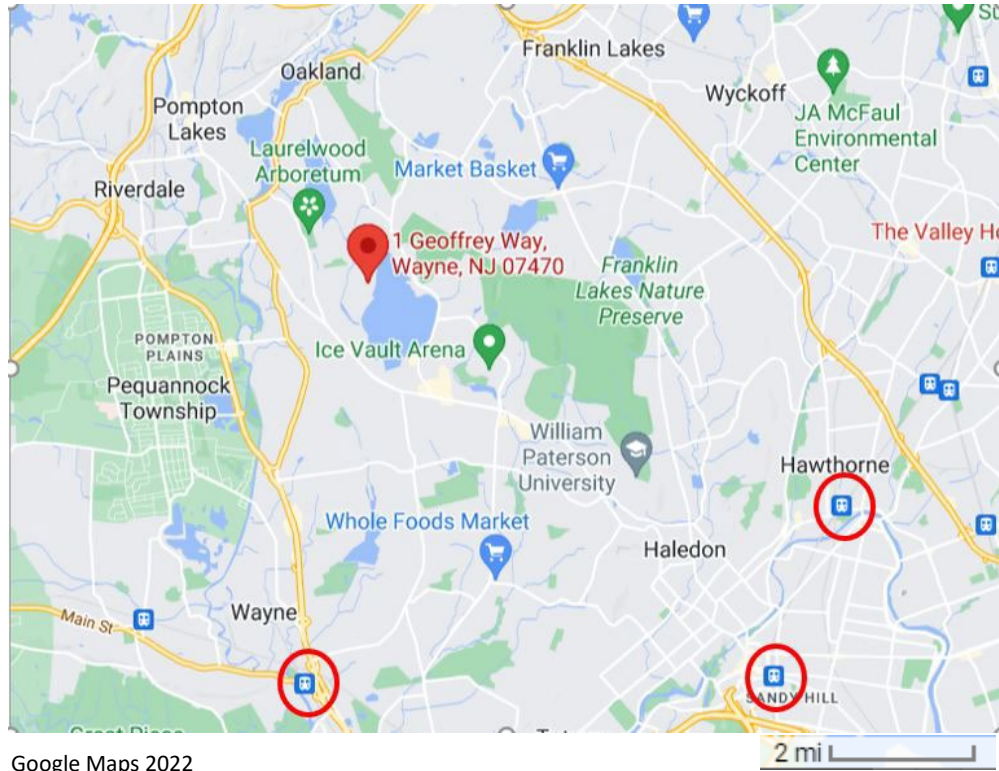 Franklin Lakes
Oakland
Wyckoff
Pompton
Lakes
JA McFaul
Environmental
Center
Laurelwood
Arboretum
Market Basket
Riverdale
The Valley Ho
1 Geoffrey Way,
Wayne, NJ 07470
Franklin
Lakes Nature
Preserve
POMPTON
PLAINS
Ice Vault Arena
Pequannock
Township
William
Paterson
University
Hawthorne
Whole Foods Market
Haledon
Wayne
Main St
SANDY HILL
Google Maps 2022
2 mi